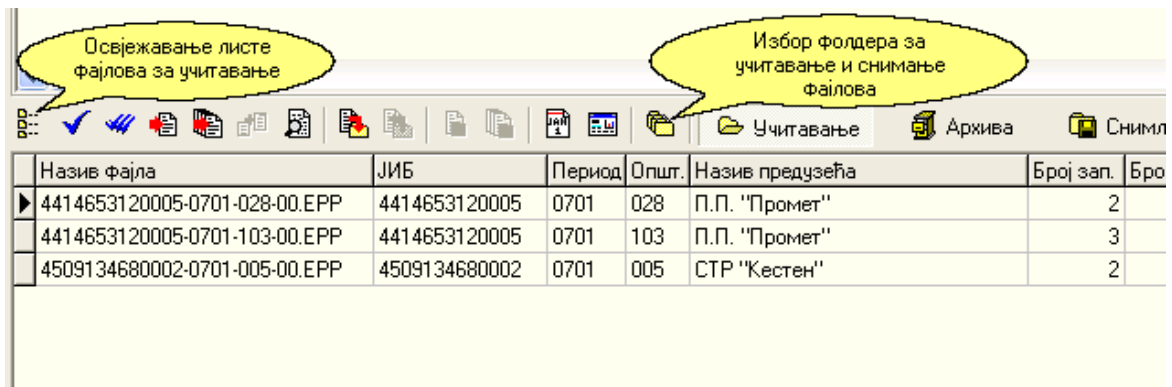 Освјежавање листе
фајлова за учитавање
Избор фолдера за
учитавање и снимање
фајлова
Учитавање
Архива
Снимл
Назив фајла ЈИБ Период Општ. Назив предузећа Број зап. Бро
4414653120005-0701-028-00.EPP 4414653120005 0701 028 П.П. "Промет" 2
4414653120005-0701-103-00.EPP 4414653120005 0701 103 П.П. "Промет" 3
4509134680002-0701-005-00.EPP 4509134680002 0701 005 СТР "Кестен" 2